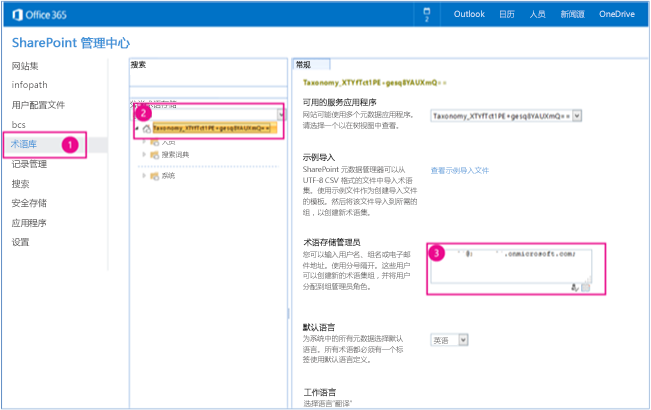 Office 365
2
Outlook
日历
人员
新闻源
OneDrive
SharePoint 管理中心
网站集
infopath
用户配置文件
bcs
术语库
1
记录管理
搜索
安全存储
应用程序
设置
搜索
2
Taxonomy_XTYfTct1PE+gesq8YAUXmQ==
人员
搜索词典
系统
常规
Taxonomy_XTYfTct1PE+gesq8YAUXmQ==
可用的服务应用程序
网站可能使用多个元数据应用程序。
请选择一个以在树视图中查看。
Taxonomy_XTYfTct1PE+gesq8YAUXmQ==
示例导入
SharePoint 元数据管理器可以从
UTF-8 CSV 格式的文件中导入术语
集。使用示例文件作为创建导入文件
的模板。然后将该文件导入到所需的
组，以创建新术语集。
查看示例导入文件
术语存储管理员
您可以输入用户名、组名或电子邮
件地址。使用分号隔开。这些用户
可以创建新的术语集组，并将用户
分配到组管理员角色。
3
.onmicrosoft.com;
默认语言
为系统中的所有元数据选择默认
语言。所有术语都必须有一个标
签使用默认语言定义。
英语
工作语言
选择语言"翻译"